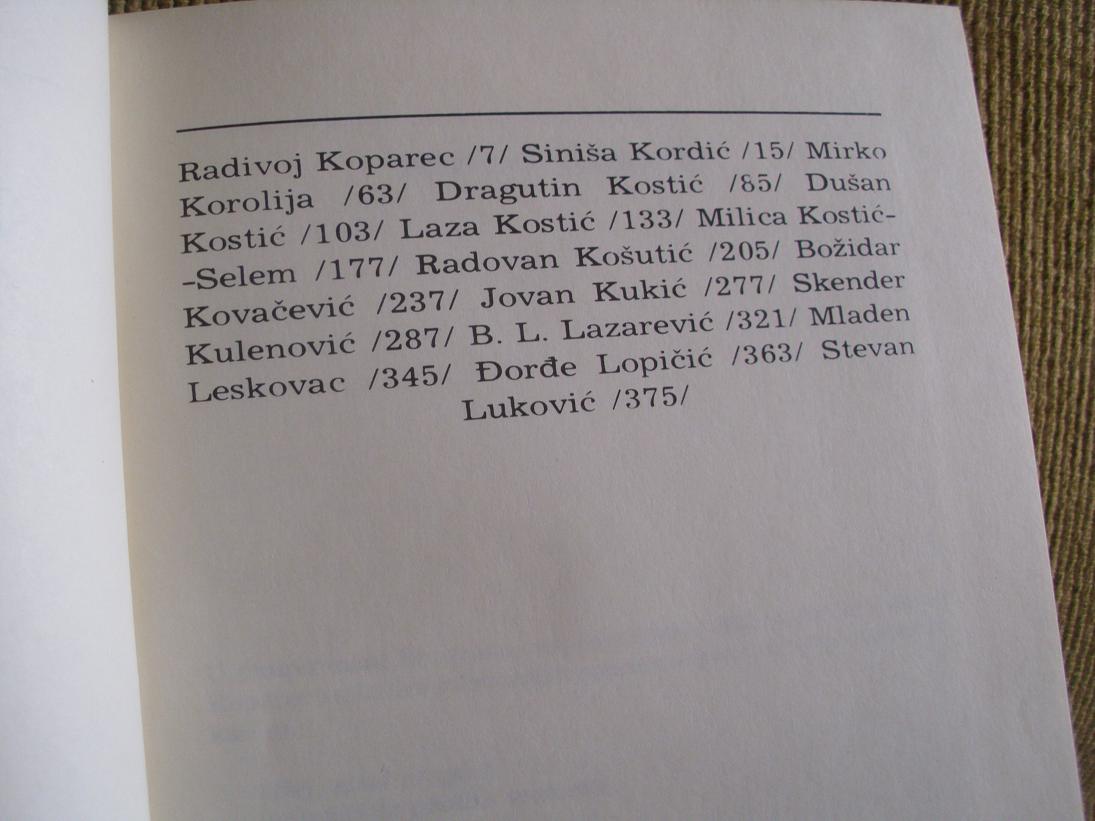 Radivoj Koparec /7/ Siniša Kordić /15/ Mirko
Korolija /63/ Dragutin Kostić /85/ Dušan
Kostić /103/ Laza Kostić /133/ Milica Kostić-
-Selem /177/ Radovan Košutić /205/ Božidar
Kovačević /237/ Jovan Kukić /277/ Skender
Kulenović /287/ B. L. Lazarević /321/ Mladen
Leskovac /345/ Đorđe Lopičić /363/ Stevan
Luković /375/